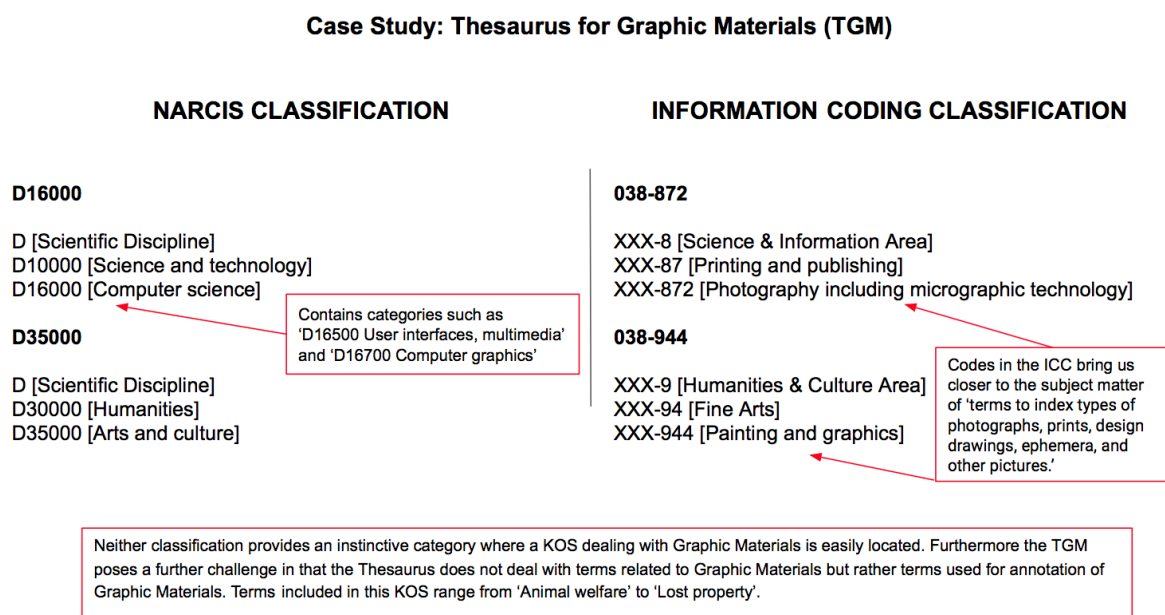 Case Study: Thesaurus for Graphic Materials (TGM)
NARCIS CLASSIFICATION
D16000
D [Scientific Discipline]
D10000 [Science and technology]
D16000 [Computer science]
Contains categories such as
‘D16500 User interfaces, multimedia’
and ‘D16700 Computer graphics’
D35000
D [Scientific Discipline]
D30000 [Humanities]
D35000 [Arts and culture]
INFORMATION CODING CLASSIFICATION
038-872
XXX-8 [Science & Information Area]
XXX-87 [Printing and publishing]
XXX-872 [Photography including micrographic technology]
038-944
XXX-9 [Humanities & Culture Area]
XXX-94 [Fine Arts]
XXX-944 [Painting and graphics]
Codes in the ICC bring us
closer to the subject matter
of ‘terms to index types of
photographs, prints, design
drawings, ephemera, and
other pictures.’
Neither classification provides an instinctive category where a KOS dealing with Graphic Materials is easily located. Furthermore the TGM
poses a further challenge in that the Thesaurus does not deal with terms related to Graphic Materials but rather terms used for annotation of
Graphic Materials. Terms included in this KOS range from ‘Animal welfare’ to ‘Lost property’.